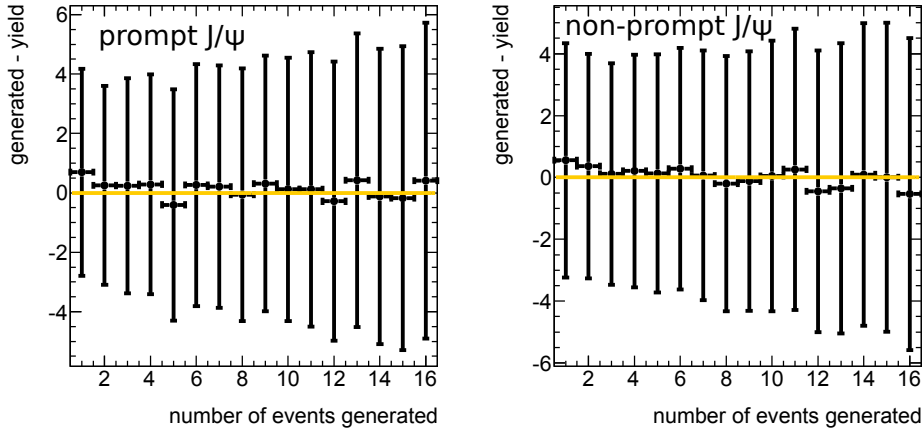 generated - yield
6
4
2
0
-2
-4
prompt J/ψ
2 4 6 8 10 12 14 16
number of events generated
generated - yield
4
2
0
-2
-4
-6
non-prompt J/ψ
2 4 6 8 10 12 14 16
number of events generated